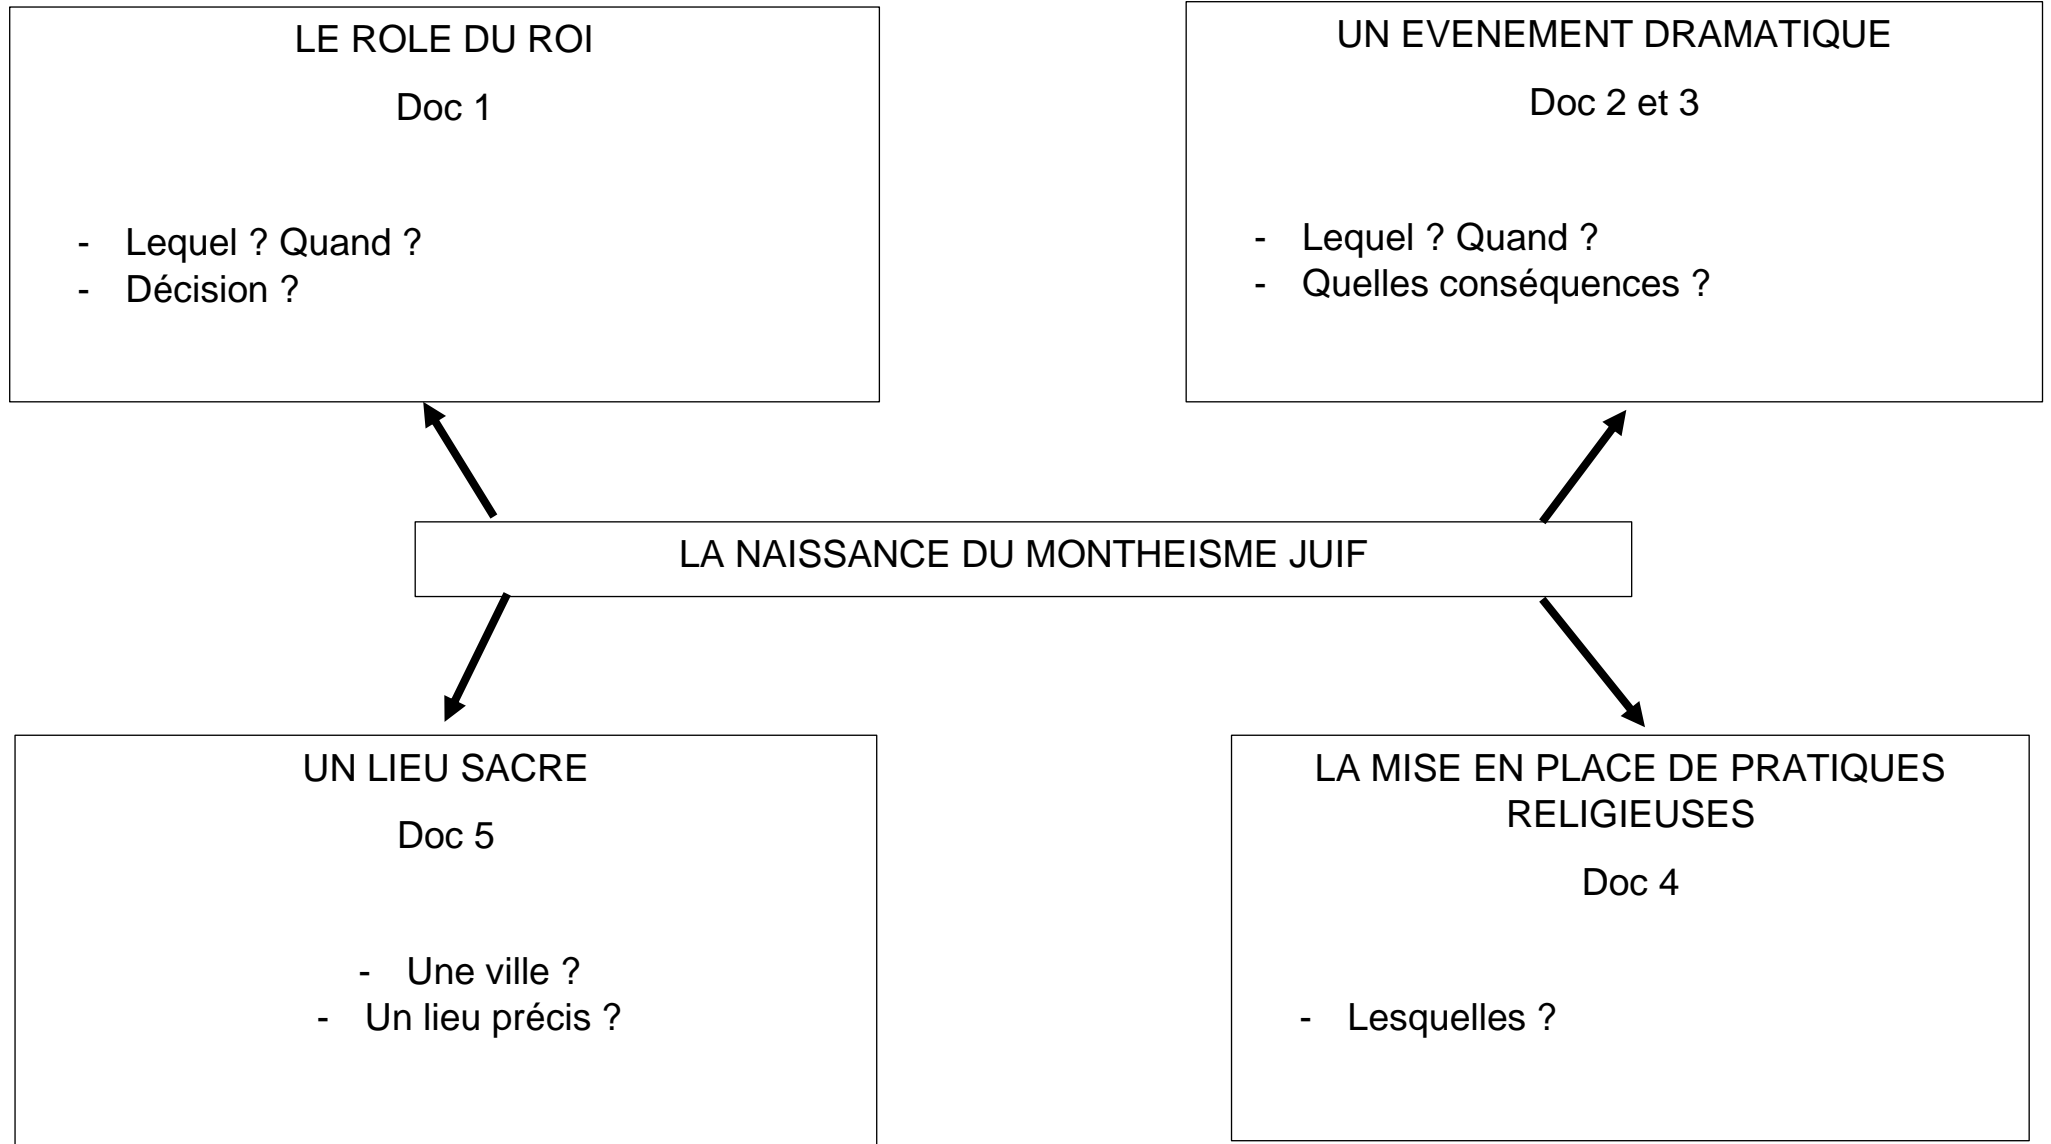 LE ROLE DU ROI
Doc 1
- Lequel ? Quand ?
- Décision ?
UN EVENEMENT DRAMATIQUE
Doc 2 et 3
- Lequel ? Quand ?
- Quelles conséquences ?
LA NAISSANCE DU MONTHEISME JUIF
UN LIEU SACRE
Doc 5
- Une ville ?
- Un lieu précis ?
LA MISE EN PLACE DE PRATIQUES
RELIGIEUSES
Doc 4
- Lesquelles ?